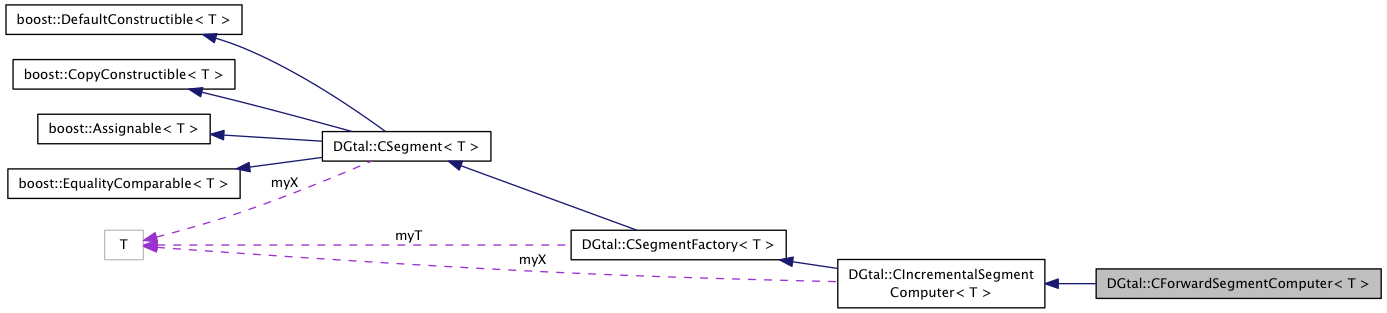 boost::DefaultConstructible< T >
boost::CopyConstructible< T >
boost::Assignable< T >
DGtal::CSegment< T >
boost::EqualityComparable< T >
myX
T
myT
DGtal::CSegmentFactory< T >
myX
DGtal::CIncrementalSegment
Computer< T >
DGtal::CForwardSegmentComputer< T >